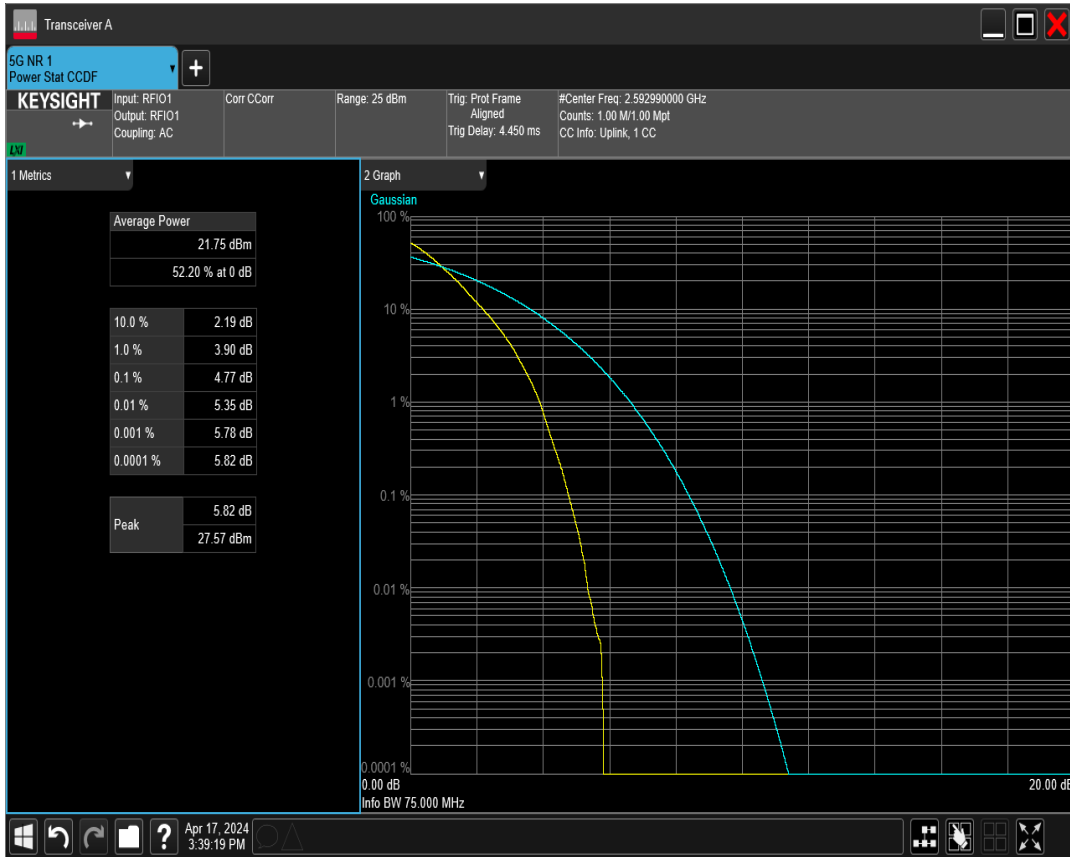 Transceiver A
5G NR 1
Power Stat CCDF
+
KEYSIGHT
LXI
Input: RFIO1
Output: RFIO1
Coupling: AC
Corr CCorr
Range: 25 dBm
Trig: Prot Frame
Aligned
Trig Delay: 4.450 ms
#Center Freq: 2.592990000 GHz
Counts: 1.00 M/1.00 Mpt
CC Info: Uplink, 1 CC
1 Metrics
Average Power
21.75 dBm
52.20 % at 0 dB
10.0 % 2.19 dB
1.0 % 3.90 dB
0.1 % 4.77 dB
0.01 % 5.35 dB
0.001 % 5.78 dB
0.0001 % 5.82 dB
Peak 5.82 dB
27.57 dBm
2 Graph
Gaussian
100 %
10 %
1 %
0.1 %
0.01 %
0.001 %
0.0001 %
0.00 dB 20.00 dB
Info BW 75.000 MHz
?
Apr 17, 2024
3:39:19 PM